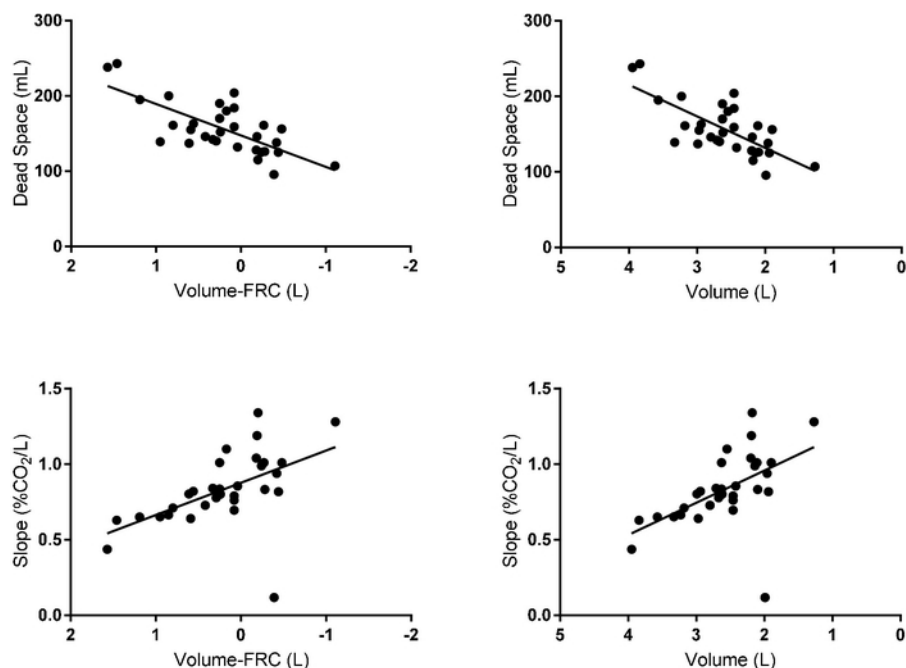 Dead Space (mL)
300
200
100
0
2 1 0 -1 -2
Volume-FRC (L)
Dead Space (mL)
300
200
100
0
5 4 3 2 1 0
Volume (L)
Slope (%CO₂/L)
1.5
1.0
0.5
0.0
2 1 0 -1 -2
Volume-FRC (L)
Slope (%CO₂/L)
1.5
1.0
0.5
0.0
5 4 3 2 1 0
Volume (L)